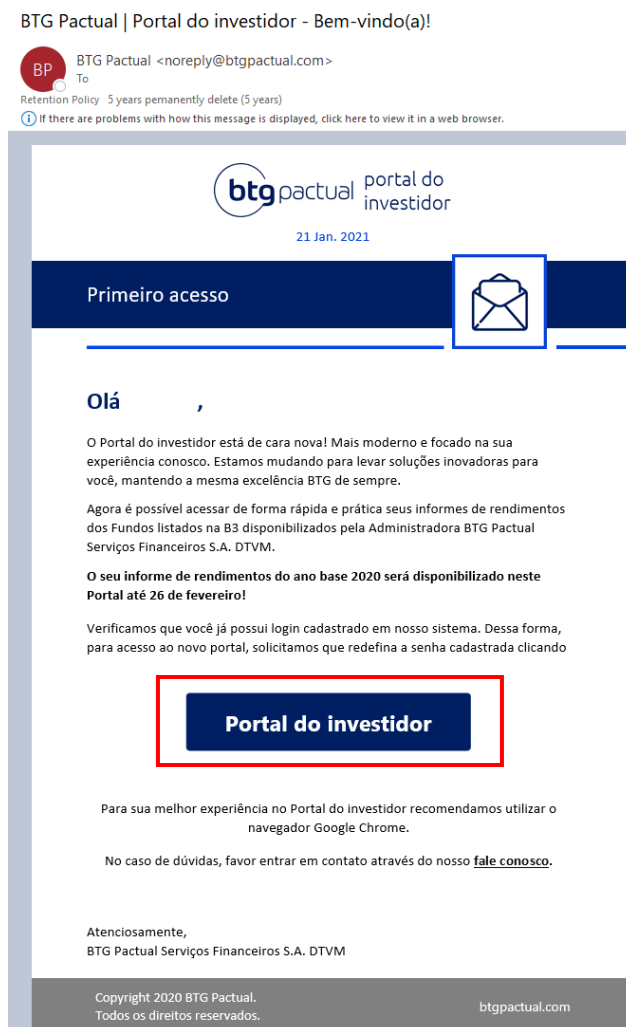 BTG Pactual | Portal do investidor - Bem-vindo(a)!
BP
BTG Pactual <noreply@btgpactual.com>
To
Retention Policy 5 years pemanently delete (5 years)
If there are problems with how this message is displayed, click here to view it in a web browser.
btgpactual portal do
investidor
21 Jan. 2021
Primeiro acesso
Olá ,
O Portal do investidor está de cara nova! Mais moderno e focado na sua
experiência conosco. Estamos mudando para levar soluções inovadoras para
você, mantendo a mesma excelência BTG de sempre.
Agora é possível acessar de forma rápida e prática seus informes de rendimentos
dos Fundos listados na B3 disponibilizados pela Administradora BTG Pactual
Serviços Financeiros S.A. DTVM.
O seu informe de rendimentos do ano base 2020 será disponibilizado neste
Portal até 26 de fevereiro!
Verificamos que você já possui login cadastrado em nosso sistema. Dessa forma,
para acesso ao novo portal, solicitamos que redefina a senha cadastrada clicando
Portal do investidor
Para sua melhor experiência no Portal do investidor recomendamos utilizar o
navegador Google Chrome.
No caso de dúvidas, favor entrar em contato através do nosso fale conosco.
Atenciosamente,
BTG Pactual Serviços Financeiros S.A. DTVM
Copyright 2020 BTG Pactual.
Todos os direitos reservados.
btgpactual.com